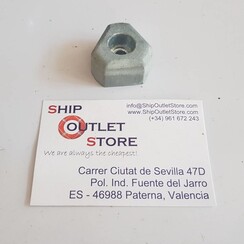 info@ShipOutletStore.com
www.ShipOutletStore.com
(+34) 961 672 243
SHIP
OUTLET
STORE
We are always the cheapest!
Carrer Ciutat de Sevilla 47D
Pol. Ind. Fuente del Jarro
ES - 46988 Paterna, Valencia